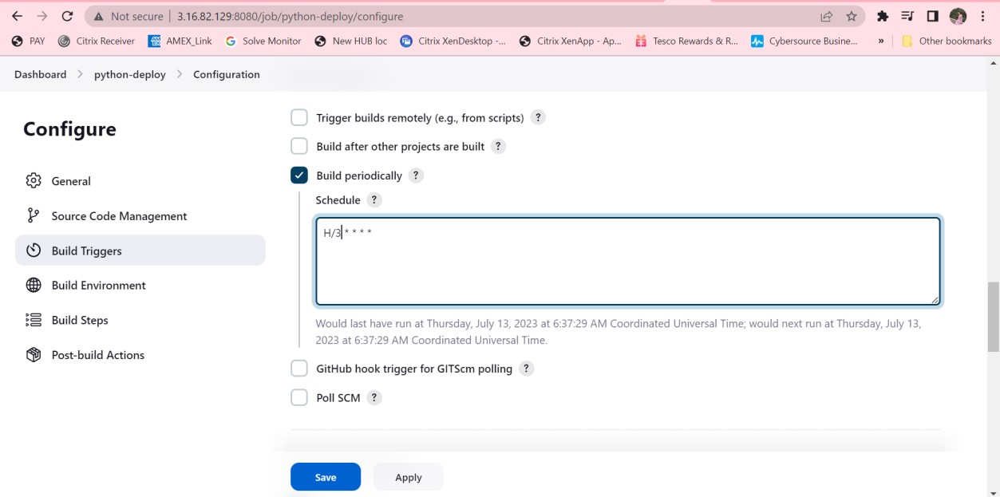 Not secure | 3.16.82.129:8080/job/python-deploy/configure
PAY Citrix Receiver AMEX_Link Solve Monitor New HUB loc Citrix XenDesktop -... Citrix XenApp - Ap... Tesco Rewards & R... Cybersource Busine... » Other bookmarks
Dashboard > python-deploy > Configuration
Configure
General
Source Code Management
Build Triggers
Build Environment
Build Steps
Post-build Actions
Trigger builds remotely (e.g., from scripts) ?
Build after other projects are built ?
Build periodically ?
Schedule ?
H/3 * * * *
Would last have run at Thursday, July 13, 2023 at 6:37:29 AM Coordinated Universal Time; would next run at Thursday, July 13,
2023 at 6:37:29 AM Coordinated Universal Time.
GitHub hook trigger for GITScm polling ?
Poll SCM ?
Save Apply